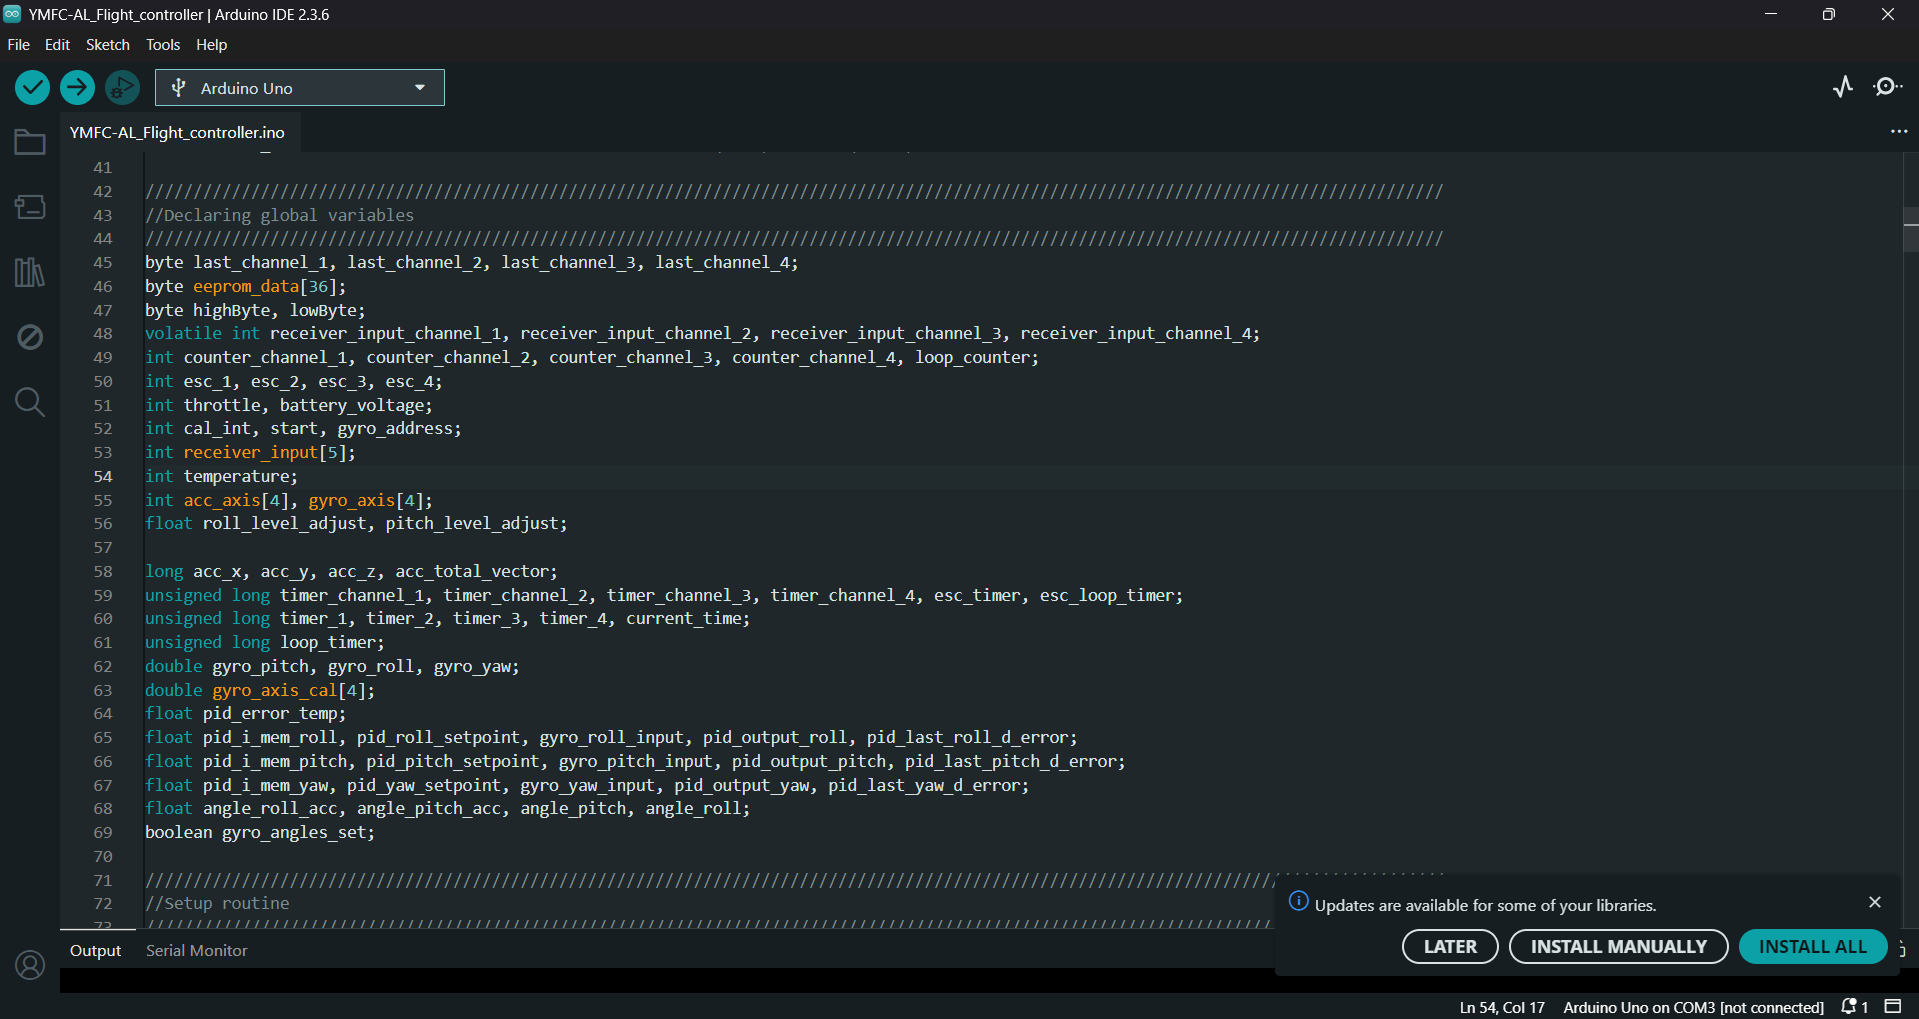 YMFC-AL_Flight_controller | Arduino IDE 2.3.6
File Edit Sketch Tools Help
Arduino Uno
YMFC-AL_Flight_controller.ino
41
42 //////////////////////////////////////////////////////////////////////////////////////////////////////////////////////////////////////
43 //Declaring global variables
44 //////////////////////////////////////////////////////////////////////////////////////////////////////////////////////////////////////
45 byte last_channel_1, last_channel_2, last_channel_3, last_channel_4;
46 byte eeprom_data[36];
47 byte highByte, lowByte;
48 volatile int receiver_input_channel_1, receiver_input_channel_2, receiver_input_channel_3, receiver_input_channel_4;
49 int counter_channel_1, counter_channel_2, counter_channel_3, counter_channel_4, loop_counter;
50 int esc_1, esc_2, esc_3, esc_4;
51 int throttle, battery_voltage;
52 int cal_int, start, gyro_address;
53 int receiver_input[5];
54 int temperature;
55 int acc_axis[4], gyro_axis[4];
56 float roll_level_adjust, pitch_level_adjust;
57
58 long acc_x, acc_y, acc_z, acc_total_vector;
59 unsigned long timer_channel_1, timer_channel_2, timer_channel_3, timer_channel_4, esc_timer, esc_loop_timer;
60 unsigned long timer_1, timer_2, timer_3, timer_4, current_time;
61 unsigned long loop_timer;
62 double gyro_pitch, gyro_roll, gyro_yaw;
63 double gyro_axis_cal[4];
64 float pid_error_temp;
65 float pid_i_mem_roll, pid_roll_setpoint, gyro_roll_input, pid_output_roll, pid_last_roll_d_error;
66 float pid_i_mem_pitch, pid_pitch_setpoint, gyro_pitch_input, pid_output_pitch, pid_last_pitch_d_error;
67 float pid_i_mem_yaw, pid_yaw_setpoint, gyro_yaw_input, pid_output_yaw, pid_last_yaw_d_error;
68 float angle_roll_acc, angle_pitch_acc, angle_pitch, angle_roll;
69 boolean gyro_angles_set;
70
71 //////////////////////////////////////////////////////////////////////////////////////////////////////////////////////
72 //Setup routine
73 //////////////////////////////////////////////////////////////////////////////////////////////////////////////////////
Updates are available for some of your libraries.
LATER INSTALL MANUALLY INSTALL ALL
Output Serial Monitor
Ln 54, Col 17 Arduino Uno on COM3 [not connected] 1